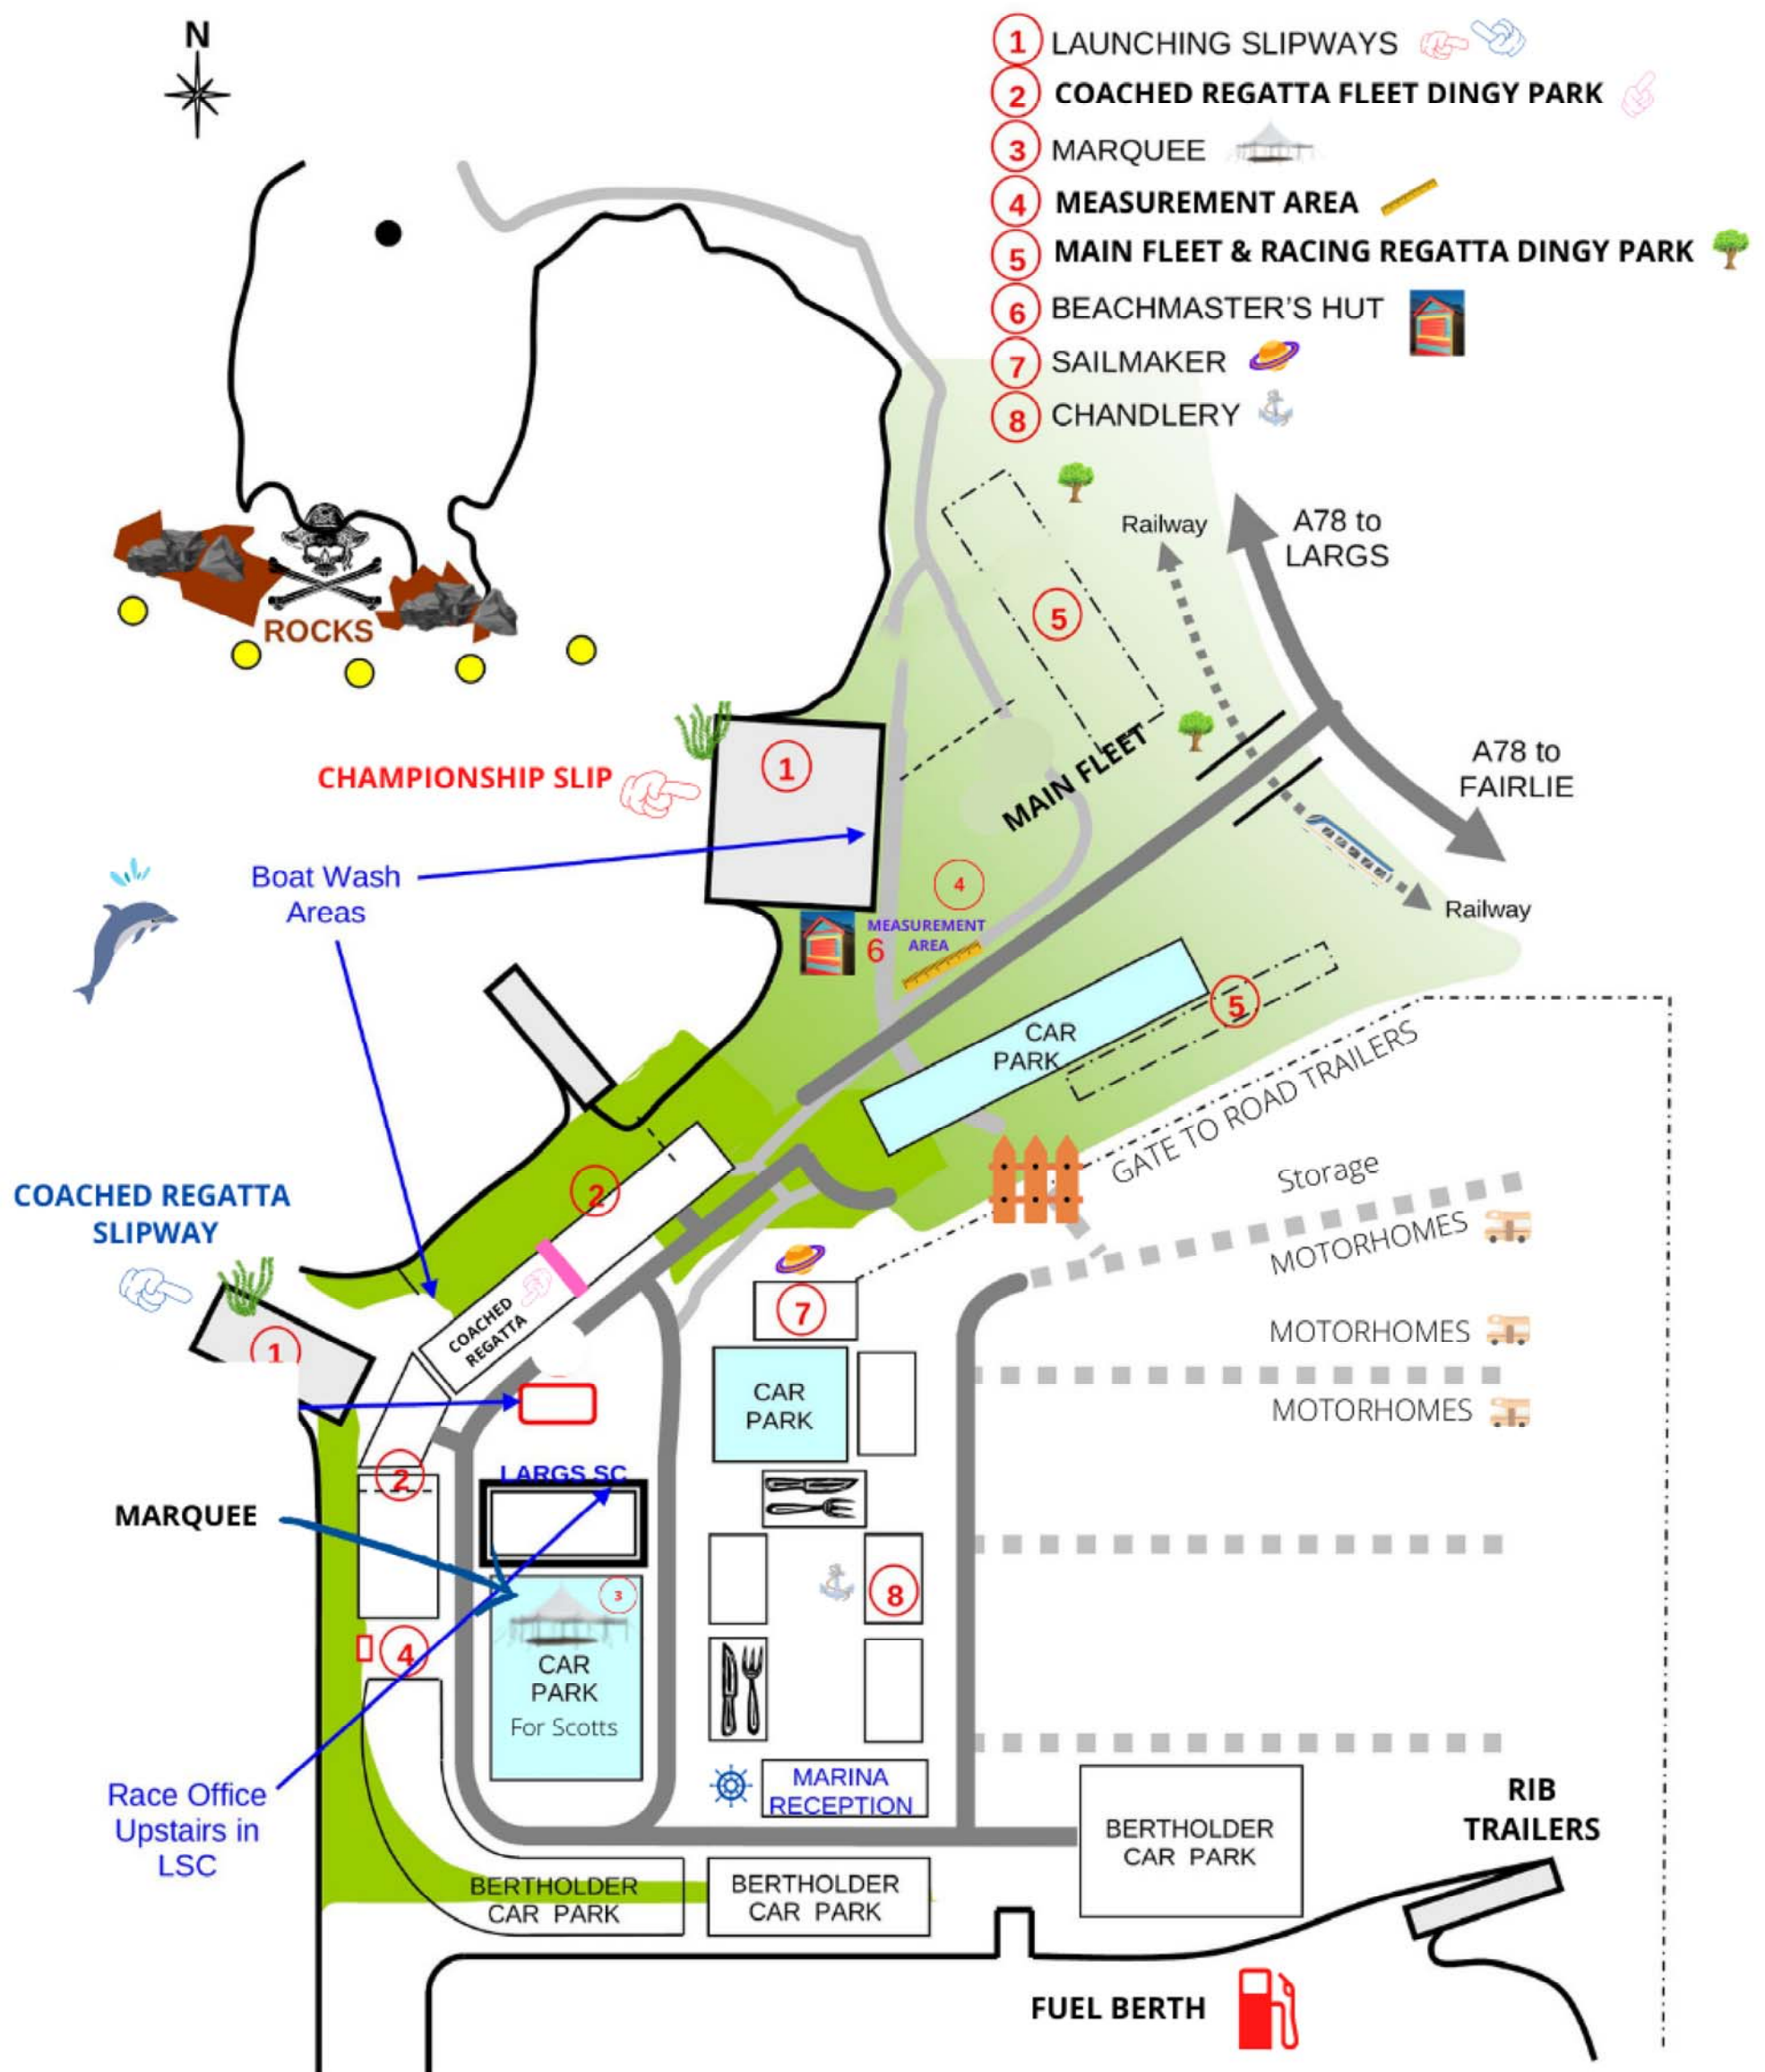 N
1 LAUNCHING SLIPWAYS
2 COACHED REGATTA FLEET DINGY PARK
3 MARQUEE
4 MEASUREMENT AREA
5 MAIN FLEET & RACING REGATTA DINGY PARK
6 BEACHMASTER'S HUT
7 SAILMAKER
8 CHANDLERY
Railway
A78 to
LARGS
5
ROCKS
A78 to
FAIRLIE
CHAMPIONSHIP SLIP
1
MAIN FLEET
Boat Wash
Areas
4
MEASUREMENT
AREA
6
Railway
CAR
PARK
5
GATE TO ROAD TRAILERS
COACHED REGATTA
SLIPWAY
2
Storage
MOTORHOMES
1
COACHED
REGATTA
7
MOTORHOMES
CAR
PARK
MOTORHOMES
2
LARGS SC
MARQUEE
3
8
4
CAR
PARK
For Scotts
Race Office
Upstairs in
LSC
MARINA
RECEPTION
BERTHOLDER
CAR PARK
RIB
TRAILERS
BERTHOLDER
CAR PARK
BERTHOLDER
CAR PARK
FUEL BERTH